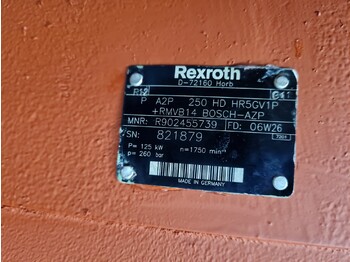 Rexroth
D-72160 Horb
P A2P 250 HD HR5GV1P
+RMVB14 BOSCH-AZP
MNR: R902455739 FD: 06W26
SN: 821879
P= 125 kW n=1750 min
p= 260 bar
MADE IN GERMANY